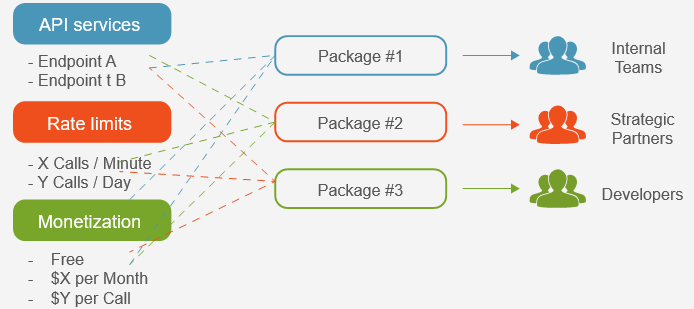 API services
- Endpoint A
- Endpoint t B
Rate limits
- X Calls / Minute
- Y Calls / Day
Monetization
- Free
- $X per Month
- $Y per Call
Package #1
Package #2
Package #3
Internal
Teams
Strategic
Partners
Developers